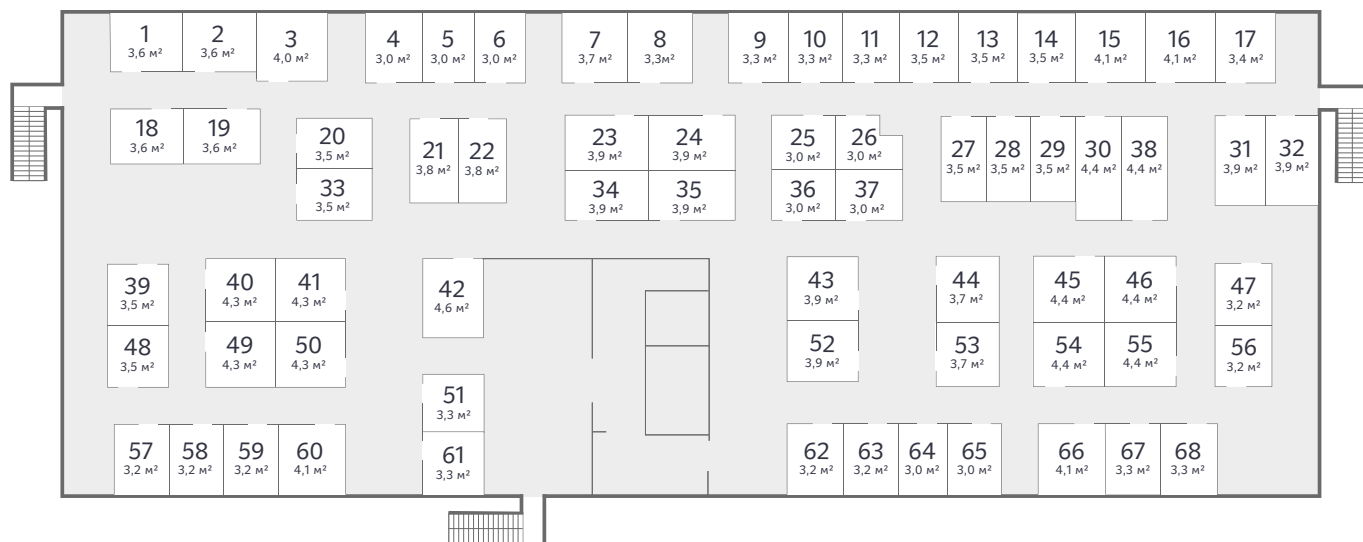 1
3,6 м²
2
3,6 м²
3
4,0 м²
4
3,0 м²
5
3,0 м²
6
3,0 м²
7
3,7 м²
8
3,3м²
9
3,3 м²
10
3,3 м²
11
3,3 м²
12
3,5 м²
13
3,5 м²
14
3,5 м²
15
4,1 м²
16
4,1 м²
17
3,4 м²
18
3,6 м²
19
3,6 м²
20
3,5 м²
21
3,8 м²
22
3,8 м²
23
3,9 м²
24
3,9 м²
25
3,0 м²
26
3,0 м²
27
3,5 м²
28
3,5 м²
29
3,5 м²
30
4,4 м²
38
4,4 м²
31
3,9 м²
32
3,9 м²
33
3,5 м²
34
3,9 м²
35
3,9 м²
36
3,0 м²
37
3,0 м²
39
3,5 м²
40
4,3 м²
41
4,3 м²
42
4,6 м²
43
3,9 м²
44
3,7 м²
45
4,4 м²
46
4,4 м²
47
3,2 м²
48
3,5 м²
49
4,3 м²
50
4,3 м²
51
3,3 м²
52
3,9 м²
53
3,7 м²
54
4,4 м²
55
4,4 м²
56
3,2 м²
57
3,2 м²
58
3,2 м²
59
3,2 м²
60
4,1 м²
61
3,3 м²
62
3,2 м²
63
3,2 м²
64
3,0 м²
65
3,0 м²
66
4,1 м²
67
3,3 м²
68
3,3 м²